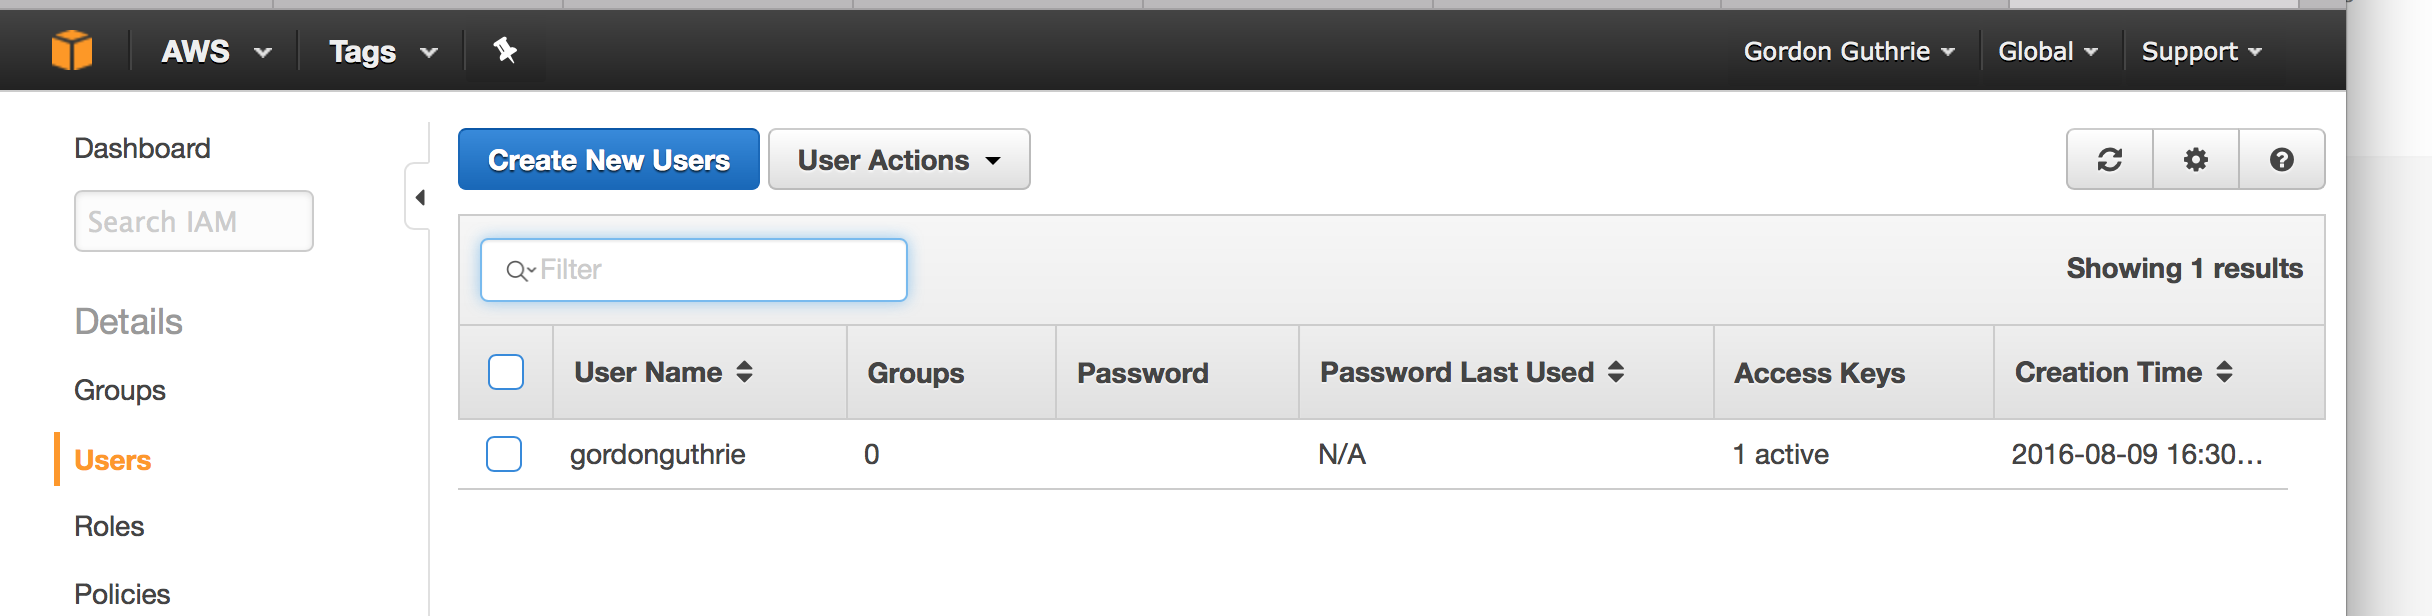 AWS Tags Gordon Guthrie Global Support
Dashboard
Search IAM
Details
Groups
Users
Roles
Policies
Create New Users User Actions
Filter Showing 1 results
User Name Groups Password Password Last Used Access Keys Creation Time
gordonguthrie 0 N/A 1 active 2016-08-09 16:30…